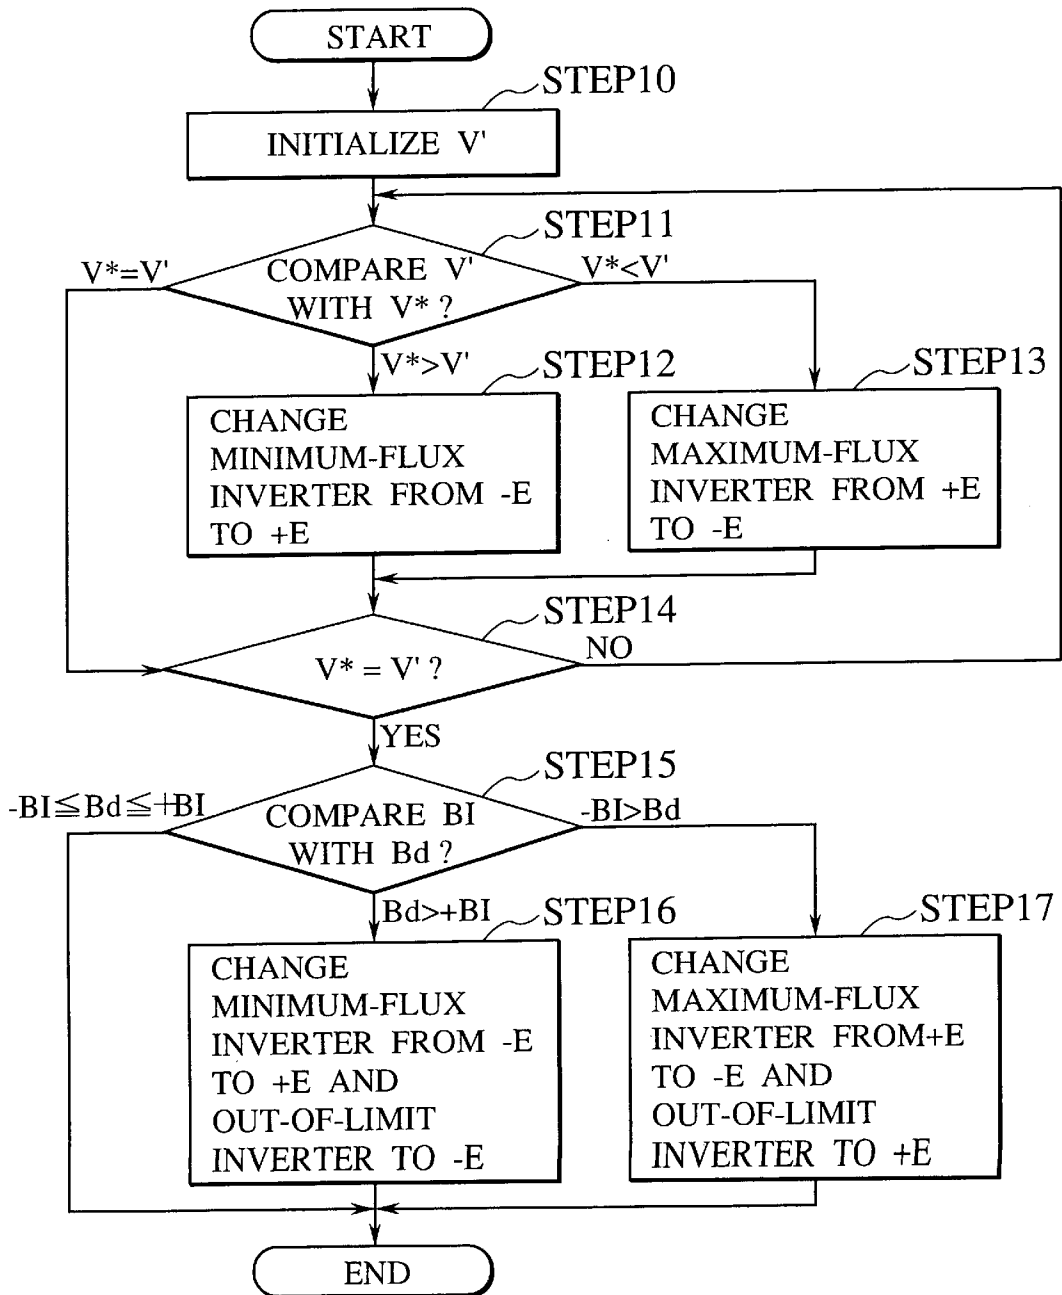 START
STEP10
INITIALIZE V'
STEP11
V*=V'
COMPARE V'
WITH V* ?
V*<V'
V*>V'
STEP12
STEP13
CHANGE
MINIMUM-FLUX
INVERTER FROM -E
TO +E
CHANGE
MAXIMUM-FLUX
INVERTER FROM +E
TO -E
STEP14
V* = V' ?
NO
YES
STEP15
-BI≦Bd≦+BI
COMPARE BI
WITH Bd ?
-BI>Bd
Bd>+BI
STEP16
STEP17
CHANGE
MINIMUM-FLUX
INVERTER FROM -E
TO +E AND
OUT-OF-LIMIT
INVERTER TO -E
CHANGE
MAXIMUM-FLUX
INVERTER FROM+E
TO -E AND
OUT-OF-LIMIT
INVERTER TO +E
END